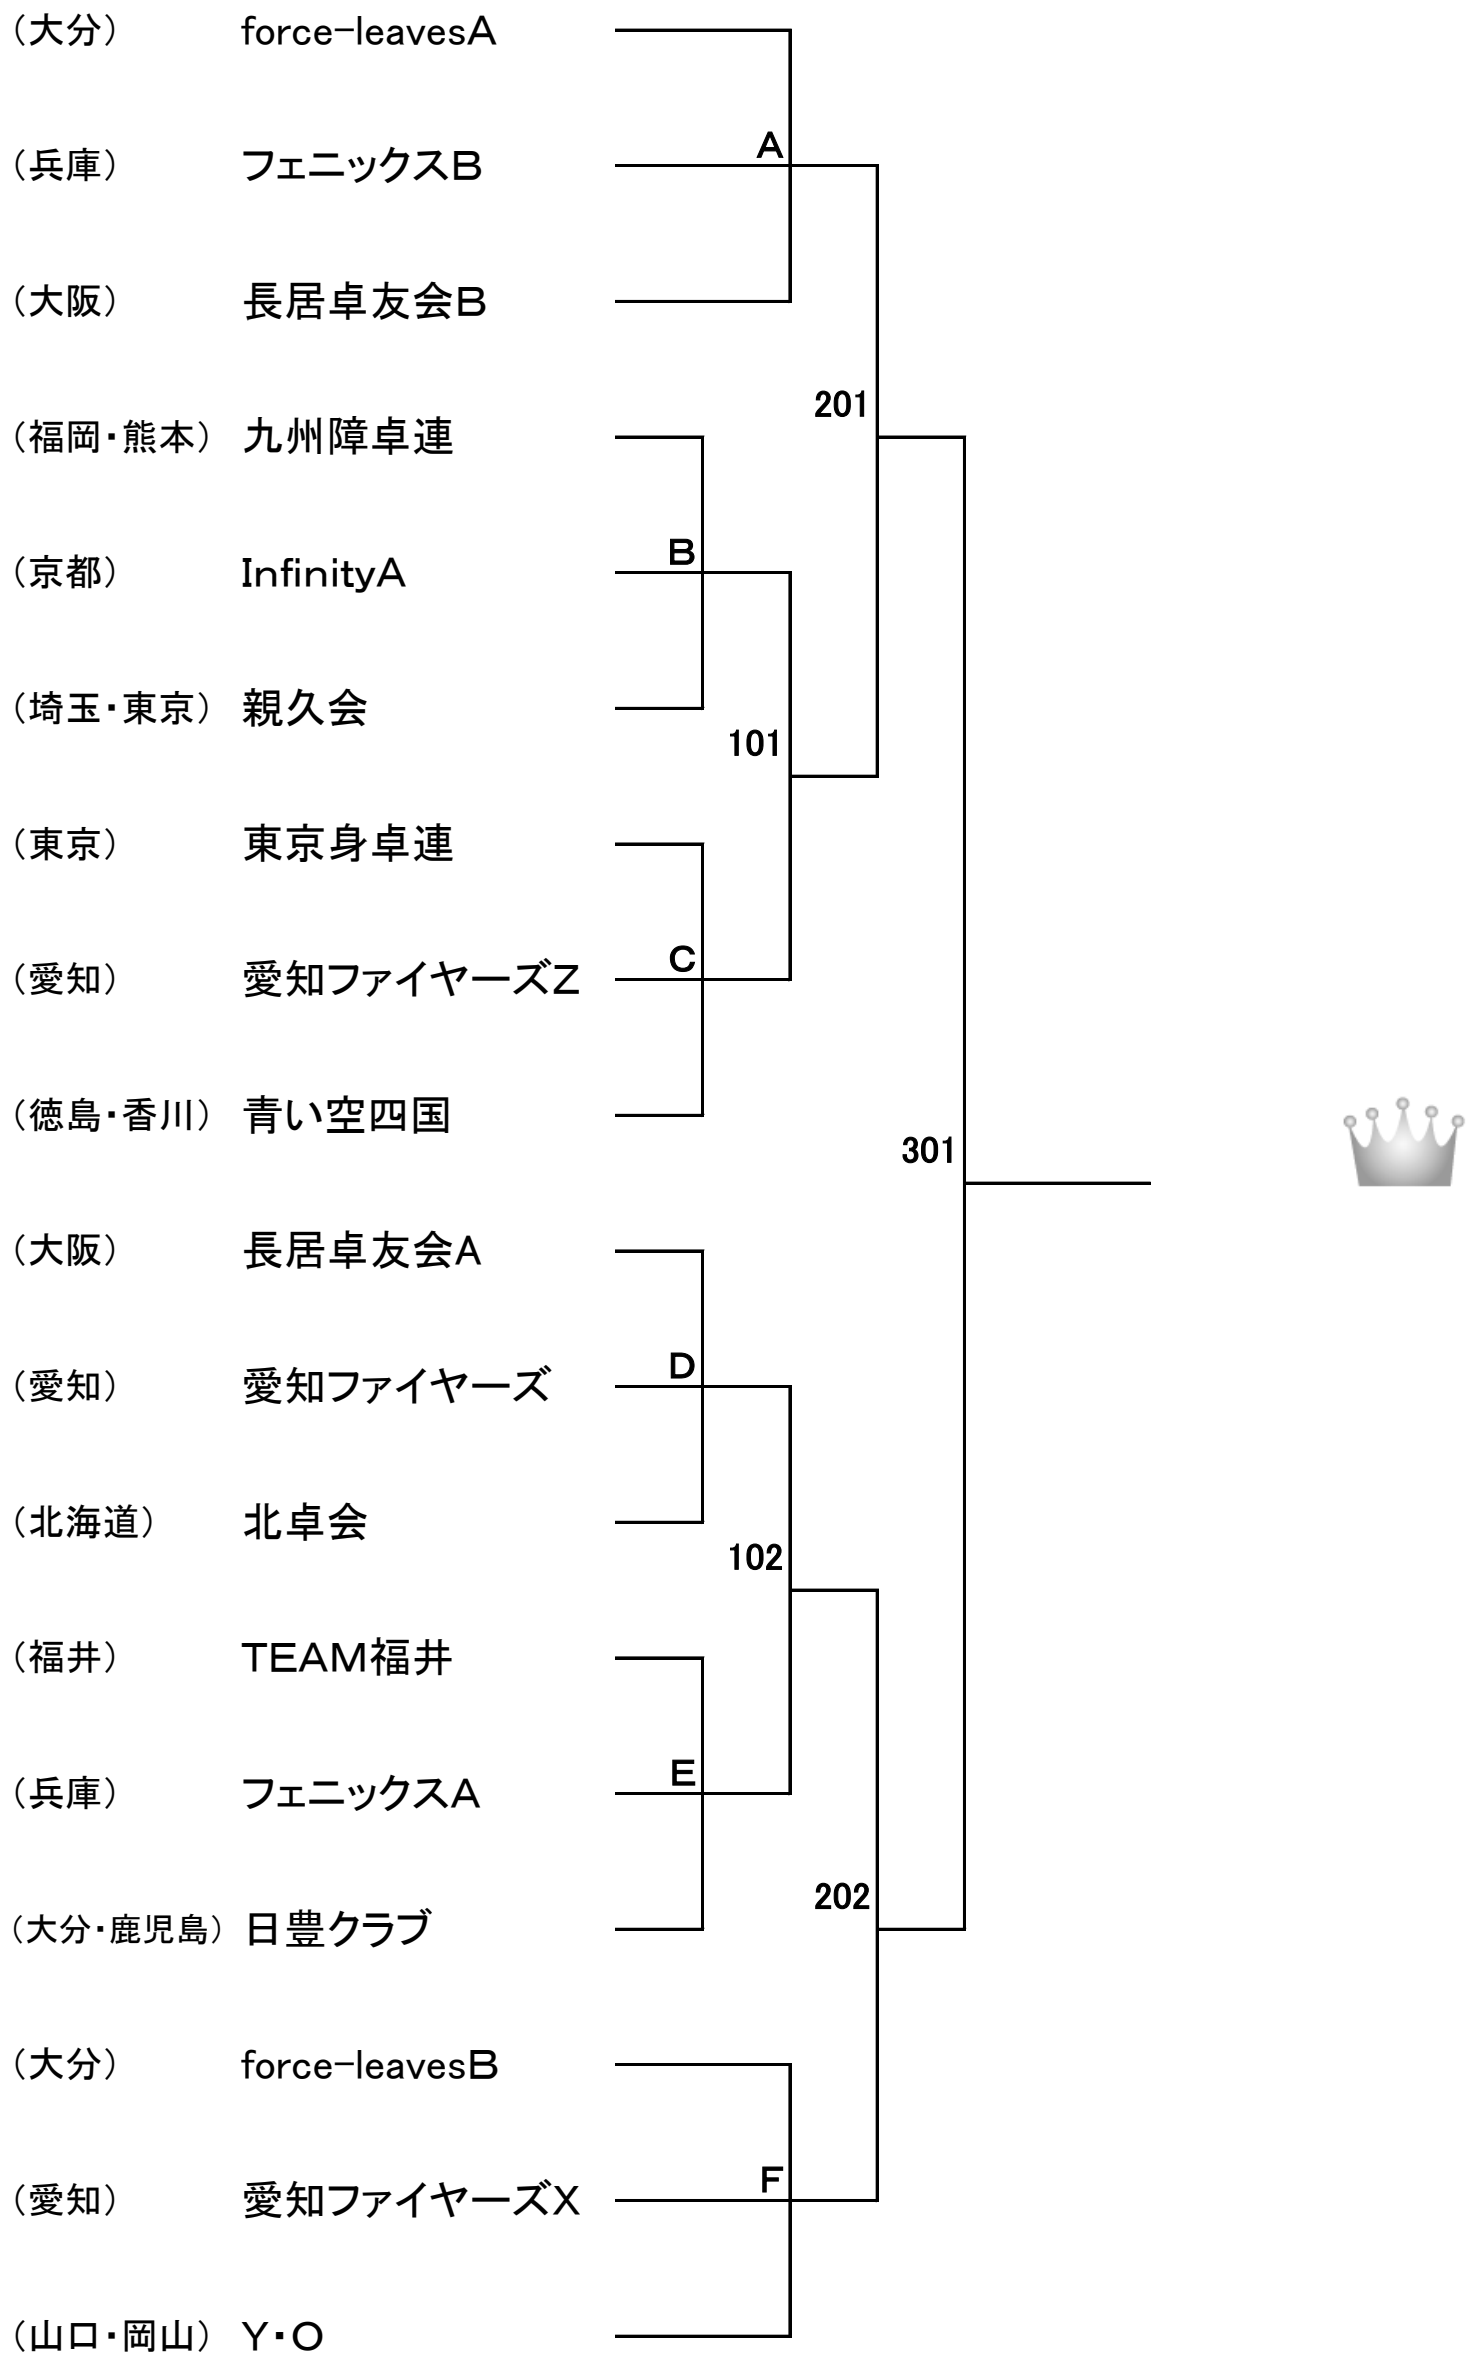 （大分） force-leavesA
（兵庫） フェニックスB
A
（大阪） 長居卓友会B
201
（福岡・熊本） 九州障卓連
（京都） InfinityA
B
（埼玉・東京） 親久会
101
（東京） 東京身卓連
（愛知） 愛知ファイヤーズZ
C
（徳島・香川） 青い空四国
301
（大阪） 長居卓友会A
（愛知） 愛知ファイヤーズ
D
（北海道） 北卓会
102
（福井） TEAM福井
（兵庫） フェニックスA
E
202
（大分・鹿児島） 日豊クラブ
（大分） force-leavesB
（愛知） 愛知ファイヤーズX
F
（山口・岡山） Y・O